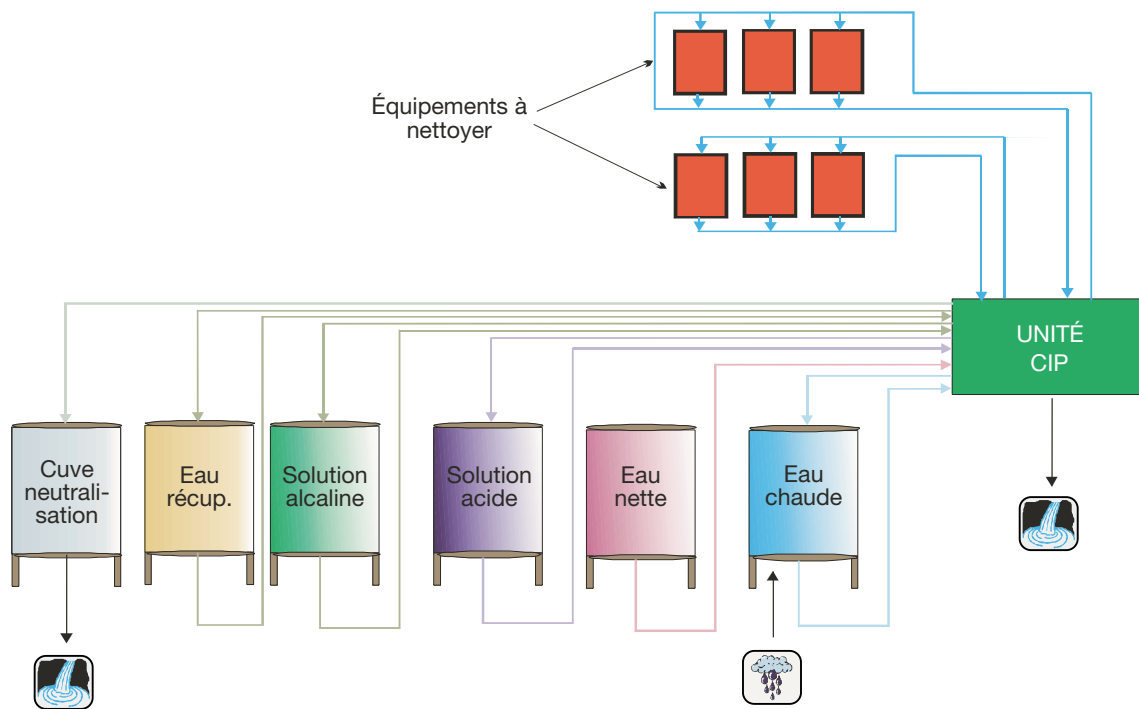 Équipements à
nettoyer
UNITÉ
CIP
Cuve
neutrali-
sation
Eau
récup.
Solution
alcaline
Solution
acide
Eau
nette
Eau
chaude